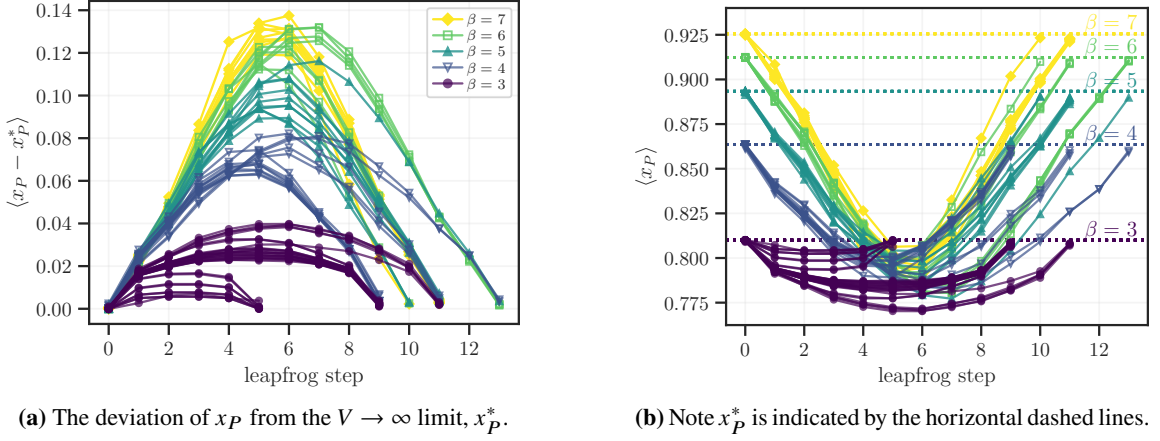 0.14
0.12
0.10
0.08
0.06
0.04
0.02
0.00
⟨x_P − x_P^*⟩
β = 7
β = 6
β = 5
β = 4
β = 3
0 2 4 6 8 10 12
leapfrog step
(a) The deviation of x_P from the V → ∞ limit, x_P^*.
0.925
0.900
0.875
0.850
0.825
0.800
0.775
⟨x_P⟩
β = 7
β = 6
β = 5
β = 4
β = 3
0 2 4 6 8 10 12
leapfrog step
(b) Note x_P^* is indicated by the horizontal dashed lines.